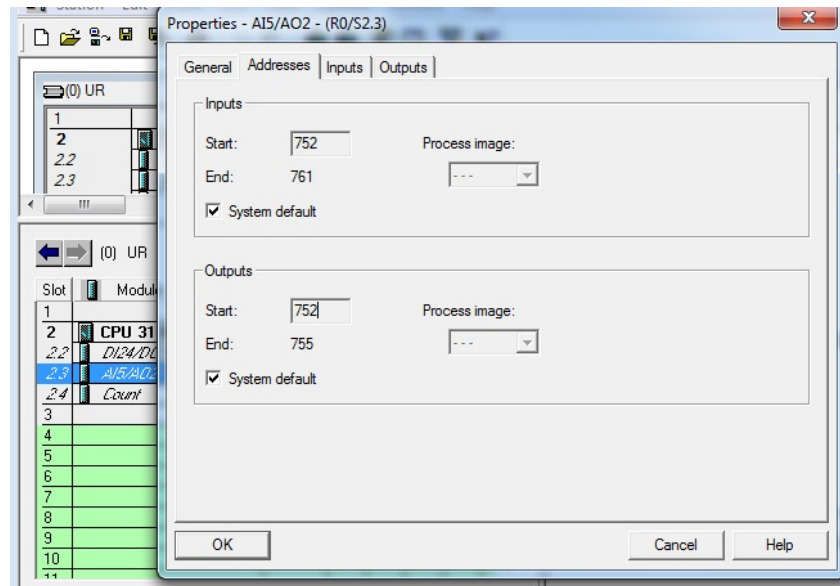 Properties - AI5/AO2 - (R0/S2.3)
General Addresses Inputs Outputs
(0) UR
1
2
2.2
2.3
Inputs
Start: 752 Process image:
End: 761 ---
System default
Outputs
Start: 752 Process image:
End: 755 ---
System default
(0) UR
Slot Modul
1
2 CPU 31
2.2 DI24/DO
2.3 AI5/AO2
2.4 Count
3
4
5
6
7
8
9
10
11
OK Cancel Help